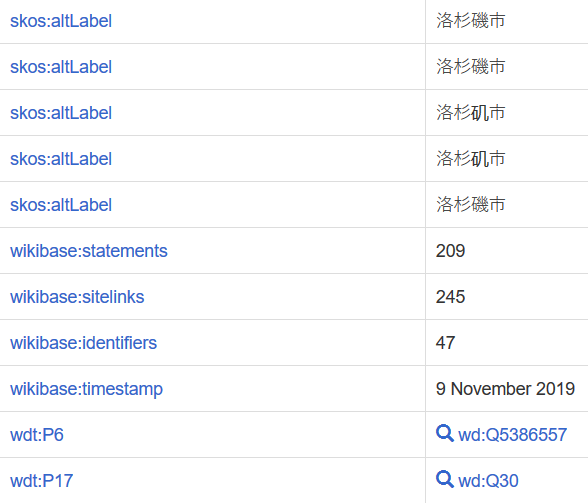 skos:altLabel 洛杉磯市
skos:altLabel 洛杉磯市
skos:altLabel 洛杉矶市
skos:altLabel 洛杉矶市
skos:altLabel 洛杉磯市
wikibase:statements 209
wikibase:sitelinks 245
wikibase:identifiers 47
wikibase:timestamp 9 November 2019
wdt:P6 wd:Q5386557
wdt:P17 wd:Q30